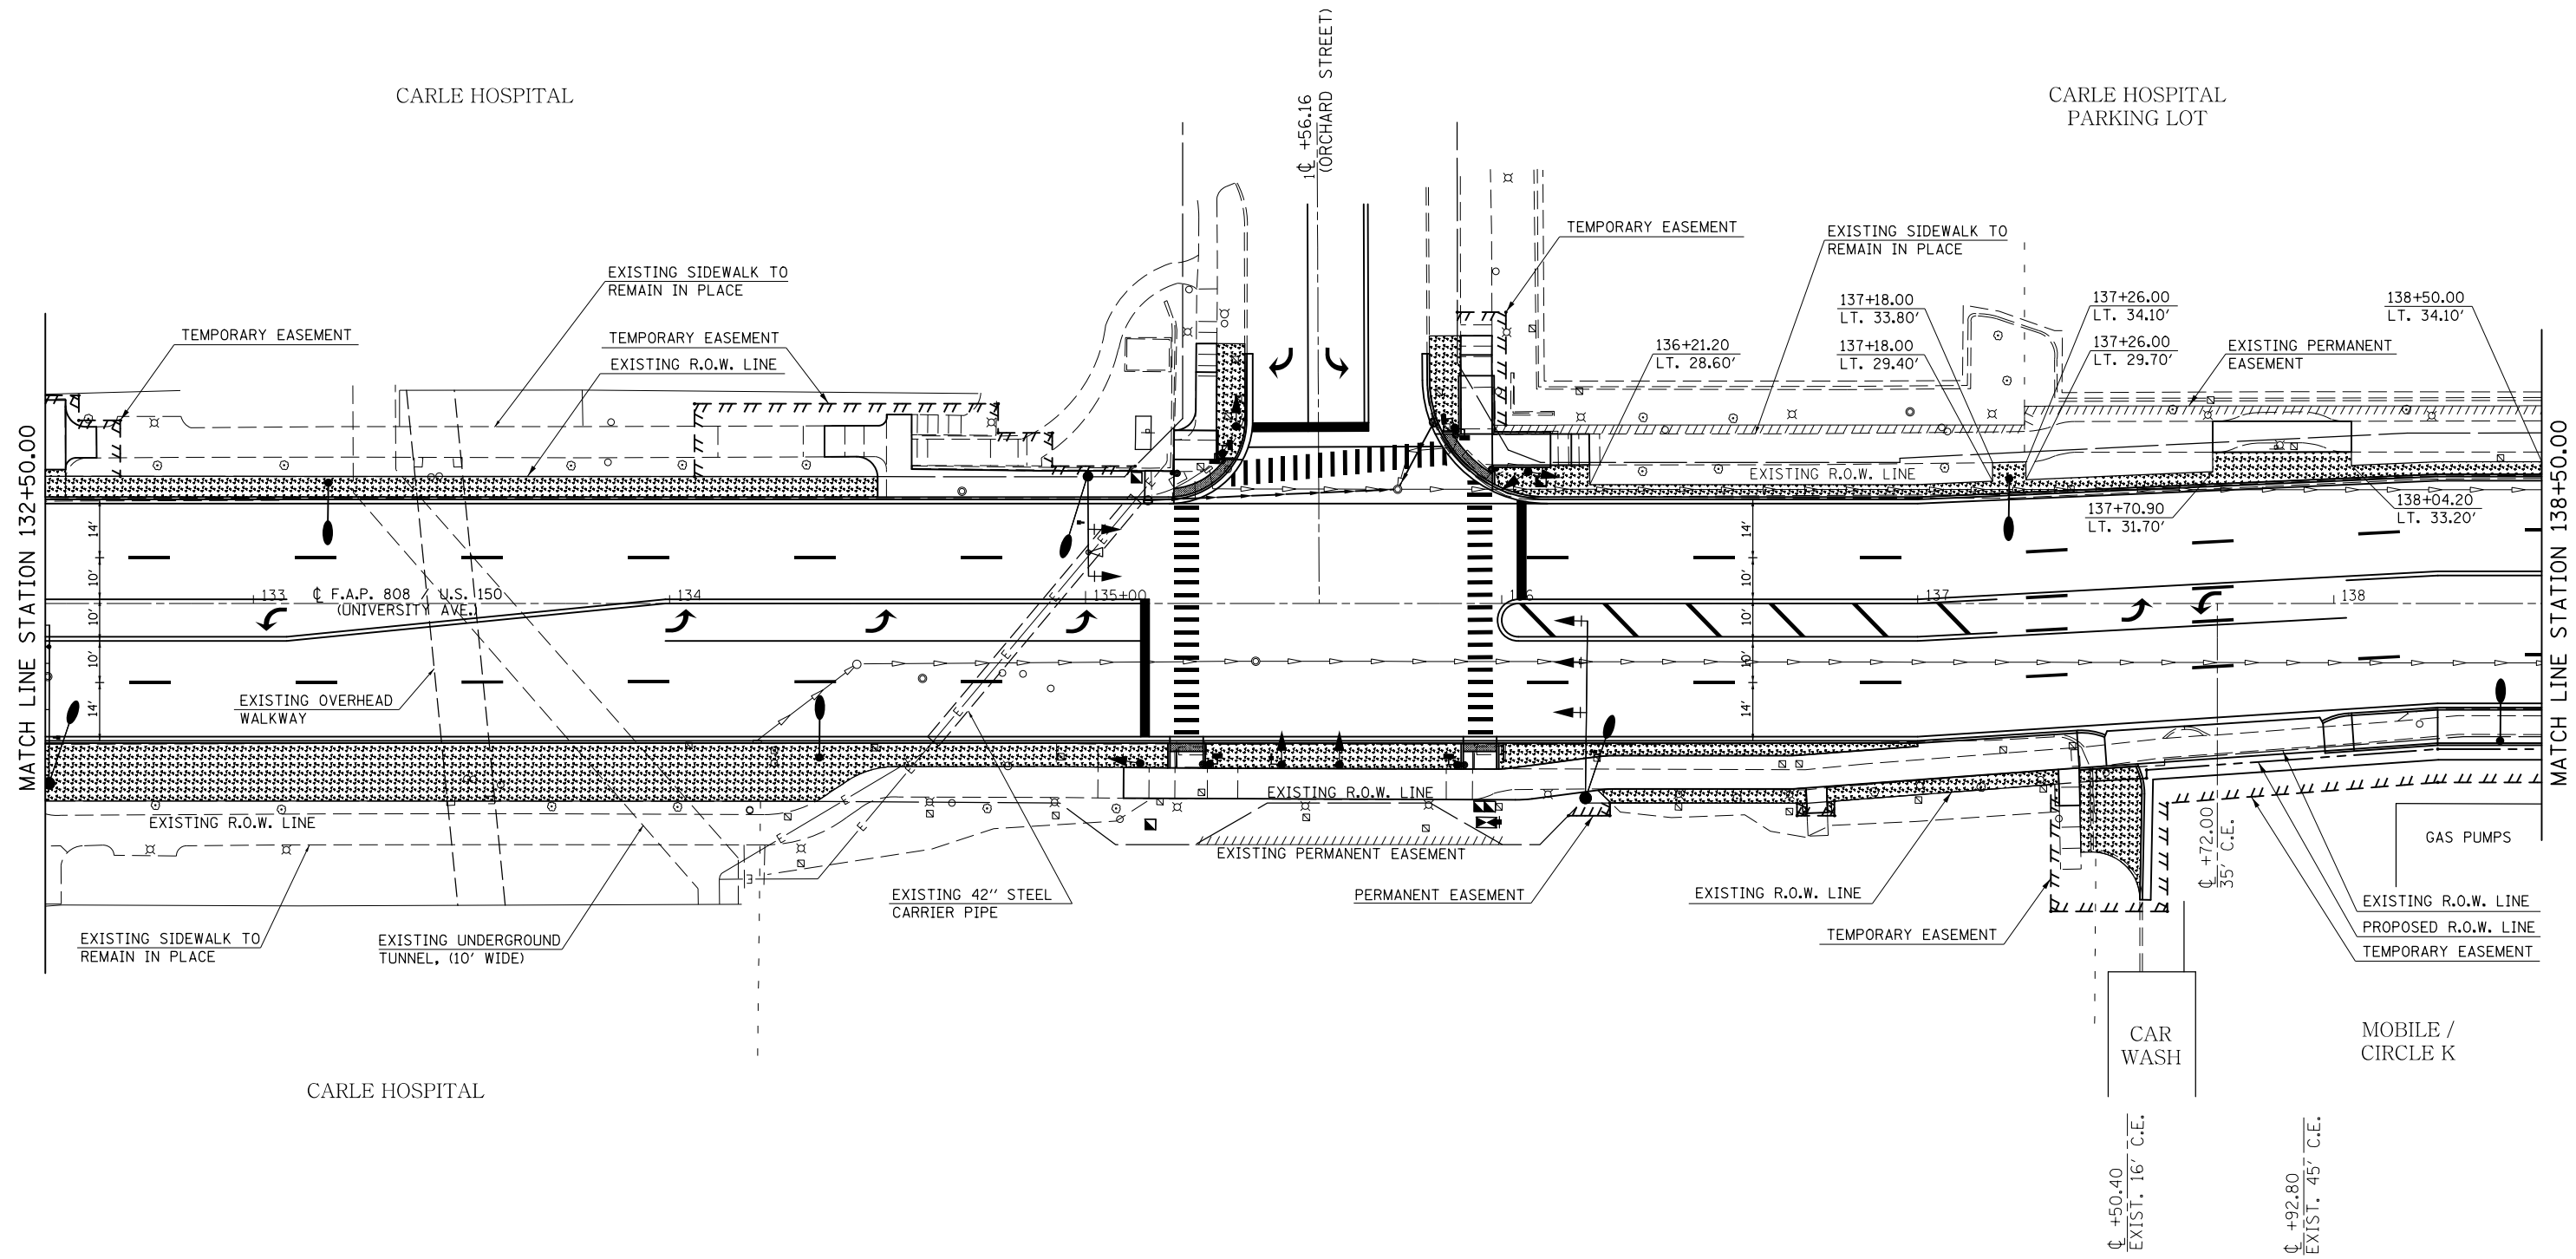 CARLE HOSPITAL
℄ +56.16
(ORCHARD STREET)
CARLE HOSPITAL
PARKING LOT
TEMPORARY EASEMENT
EXISTING SIDEWALK TO
REMAIN IN PLACE
EXISTING SIDEWALK TO
REMAIN IN PLACE
TEMPORARY EASEMENT
TEMPORARY EASEMENT
EXISTING R.O.W. LINE
137+18.00
LT. 33.80'
137+26.00
LT. 34.10'
138+50.00
LT. 34.10'
136+21.20
LT. 28.60'
137+18.00
LT. 29.40'
137+26.00
LT. 29.70'
EXISTING PERMANENT
EASEMENT
EXISTING R.O.W. LINE
137+70.90
LT. 31.70'
138+04.20
LT. 33.20'
MATCH LINE STATION 132+50.00
MATCH LINE STATION 138+50.00
14'
10'
10'
10'
14'
14'
10'
10'
10'
14'
133
℄ F.A.P. 808 / U.S. 150
(UNIVERSITY AVE.)
134
135+00
136
137
138
E
E
E
E
E
E
E
E
E
EXISTING OVERHEAD
WALKWAY
EXISTING R.O.W. LINE
EXISTING R.O.W. LINE
EXISTING PERMANENT EASEMENT
EXISTING 42" STEEL
CARRIER PIPE
PERMANENT EASEMENT
EXISTING R.O.W. LINE
EXISTING SIDEWALK TO
REMAIN IN PLACE
EXISTING UNDERGROUND
TUNNEL, (10' WIDE)
TEMPORARY EASEMENT
℄ +72.00
35' C.E.
GAS PUMPS
EXISTING R.O.W. LINE
PROPOSED R.O.W. LINE
TEMPORARY EASEMENT
CARLE HOSPITAL
CAR
WASH
MOBILE /
CIRCLE K
℄ +50.40
EXIST. 16' C.E.
℄ +92.80
EXIST. 45' C.E.